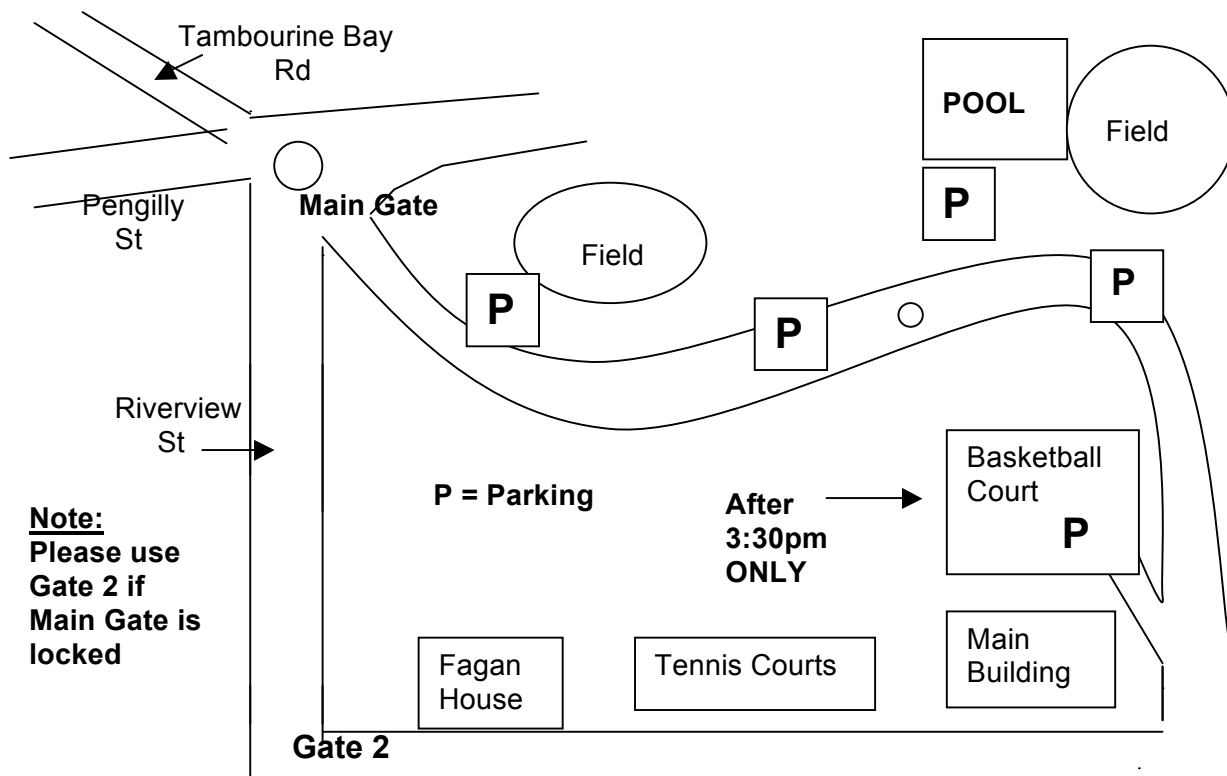 Tambourine Bay
Rd
POOL
Field
P
Pengilly
St
Main Gate
Field
P
P
P
Riverview
St
P = Parking
After
3:30pm
ONLY
Basketball
Court
P
Note:
Please use
Gate 2 if
Main Gate is
locked
Fagan
House
Tennis Courts
Main
Building
Gate 2